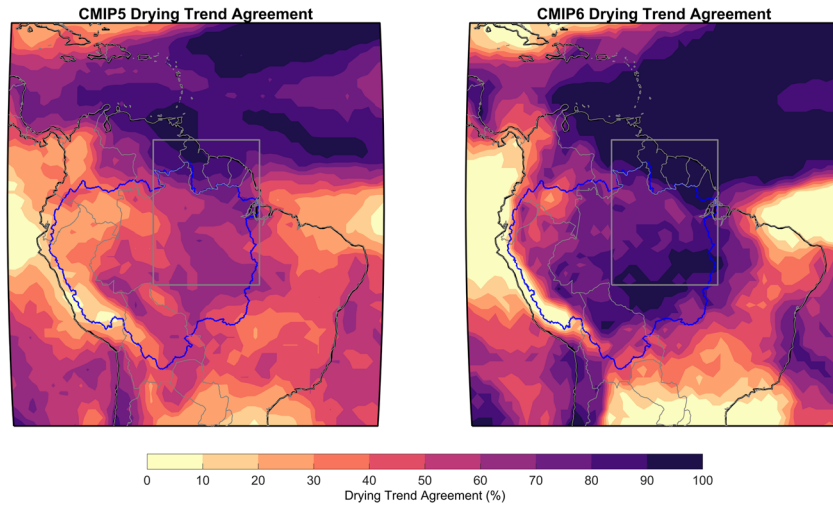 CMIP5 Drying Trend Agreement
CMIP6 Drying Trend Agreement
0 10 20 30 40 50 60 70 80 90 100
Drying Trend Agreement (%)